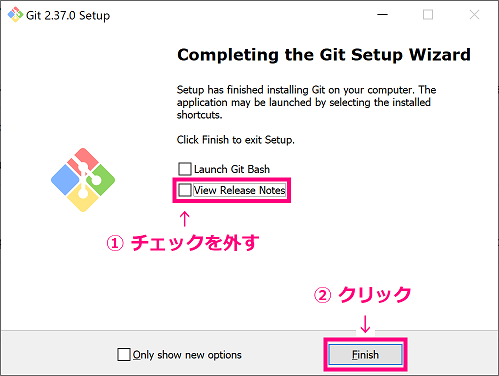 Git 2.37.0 Setup
Completing the Git Setup Wizard
Setup has finished installing Git on your computer. The
application may be launched by selecting the installed
shortcuts.
Click Finish to exit Setup.
Launch Git Bash
View Release Notes
① チェックを外す
② クリック
Only show new options
Finish